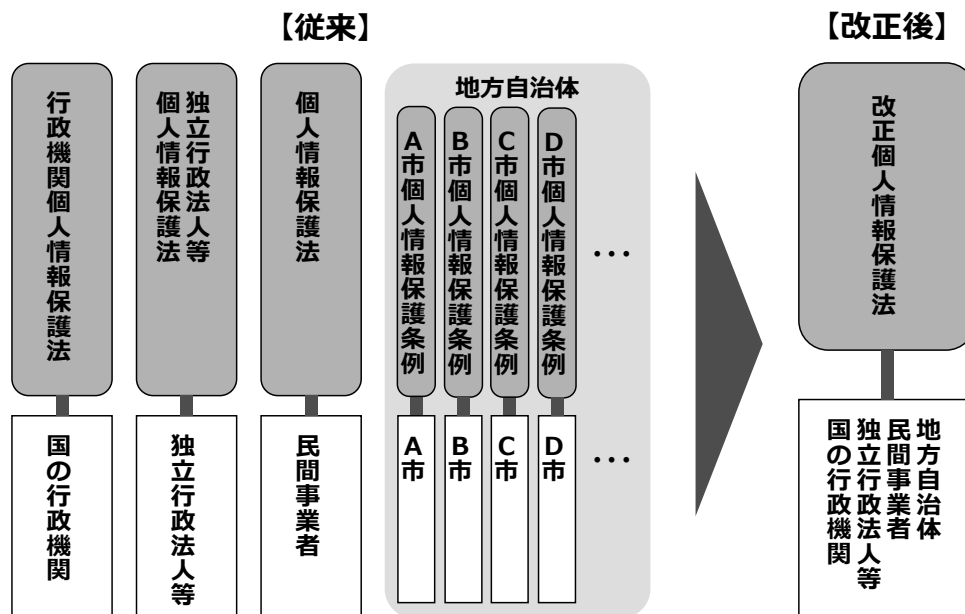 【従来】
行政機関個人情報保護法
独立行政法人等
個人情報保護法
個人情報保護法
地方自治体
A市個人情報保護条例
B市個人情報保護条例
C市個人情報保護条例
D市個人情報保護条例
…
国の行政機関
独立行政法人等
民間事業者
A市
B市
C市
D市
…
【改正後】
改正個人情報保護法
地方自治体
民間事業者
独立行政法人等
国の行政機関